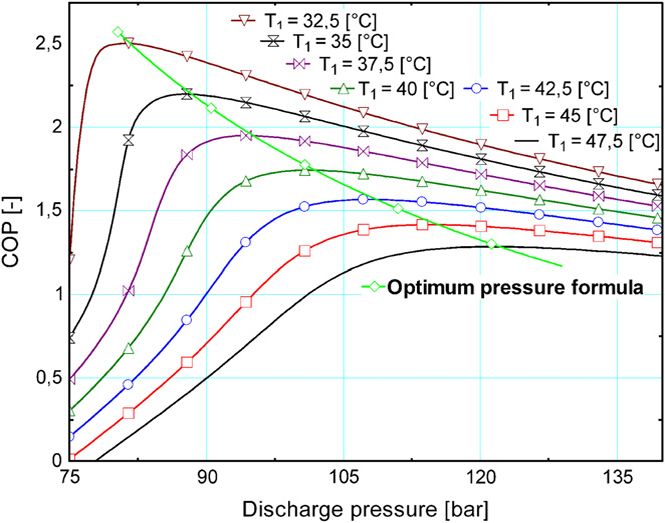 2,5
2
1,5
1
0,5
0
COP [-]
T1 = 32,5 [°C]
T1 = 35 [°C]
T1 = 37,5 [°C]
T1 = 40 [°C]
T1 = 42,5 [°C]
T1 = 45 [°C]
T1 = 47,5 [°C]
Optimum pressure formula
75 90 105 120 135
Discharge pressure [bar]